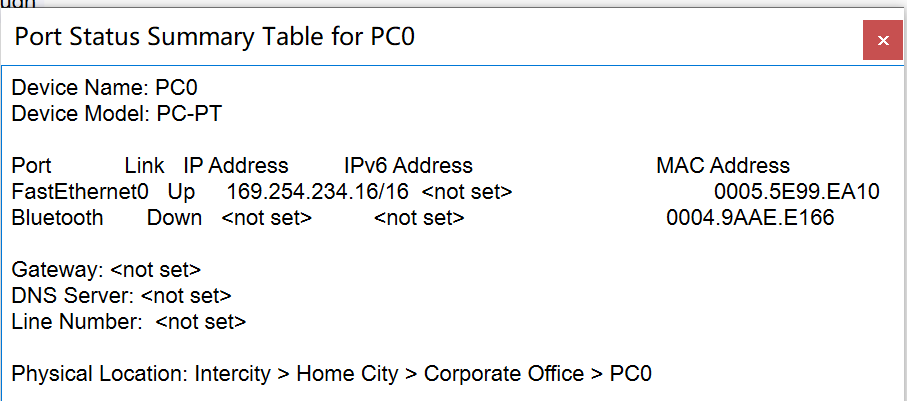 Port Status Summary Table for PC0
Device Name: PC0
Device Model: PC-PT
Port Link IP Address IPv6 Address MAC Address
FastEthernet0 Up 169.254.234.16/16 <not set> 0005.5E99.EA10
Bluetooth Down <not set> <not set> 0004.9AAE.E166
Gateway: <not set>
DNS Server: <not set>
Line Number: <not set>
Physical Location: Intercity > Home City > Corporate Office > PC0